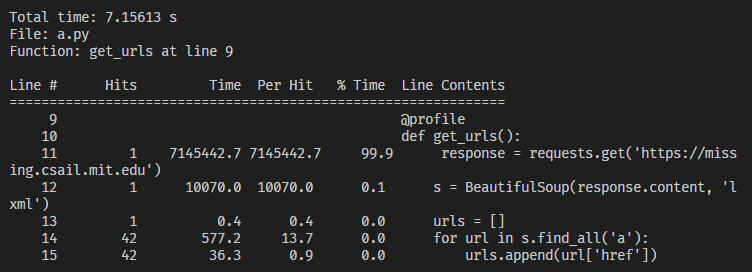 Total time: 7.15613 s
File: a.py
Function: get_urls at line 9

Line #      Hits         Time  Per Hit   % Time  Line Contents
==============================================================
     9                                           @profile
    10                                           def get_urls():
    11         1    7145442.7 7145442.7     99.9      response = requests.get('https://miss
ing.csail.mit.edu')
    12         1      10070.0  10070.0      0.1     s = BeautifulSoup(response.content, 'l
xml')
    13         1          0.4      0.4      0.0     urls = []
    14        42        577.2     13.7      0.0     for url in s.find_all('a'):
    15        42         36.3      0.9      0.0         urls.append(url['href'])